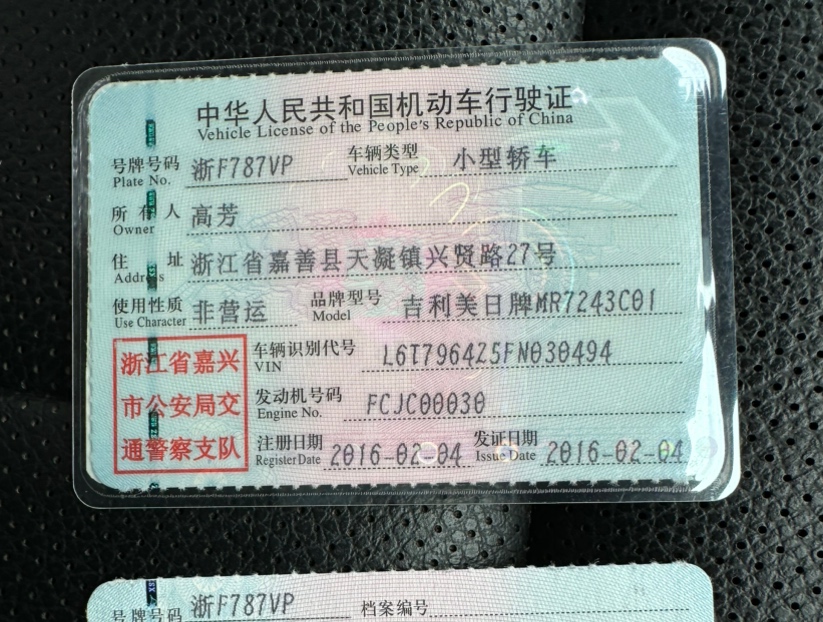 中华人民共和国机动车行驶证
Vehicle License of the People's Republic of China
号牌号码 浙F787VP 车辆类型 小型轿车
Plate No. Vehicle Type
所有人 高芳
Owner
住址 浙江省嘉善县天凝镇兴贤路27号
Address
使用性质 非营运 品牌型号 吉利美日牌MR7243C01
Use Character Model
浙江省嘉兴
市公安局交
通警察支队
车辆识别代号 L6T7964Z5FN030494
VIN
发动机号码 FCJC00030
Engine No.
注册日期 2016-02-04 发证日期 2016-02-04
Register Date Issue Date
号牌号码 浙F787VP 档案编号